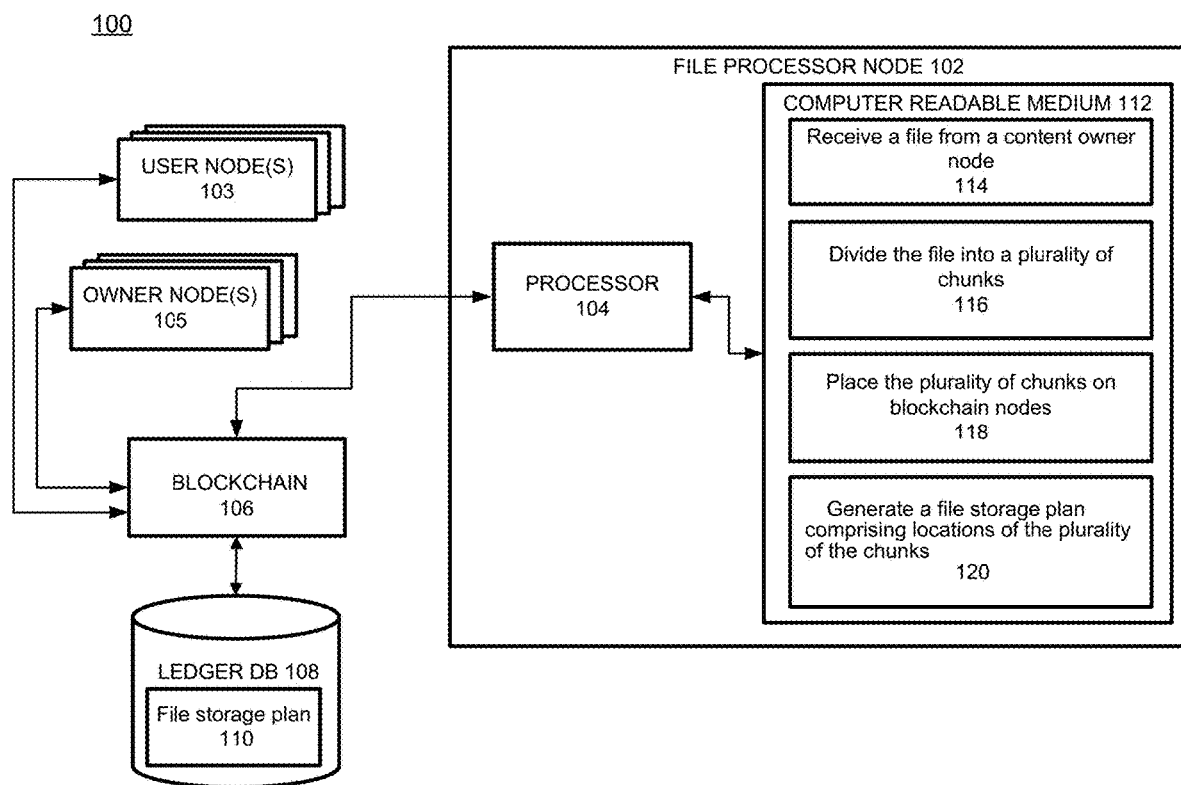 100
FILE PROCESSOR NODE 102
COMPUTER READABLE MEDIUM 112
Receive a file from a content owner
node
114
Divide the file into a plurality of
chunks
116
Place the plurality of chunks on
blockchain nodes
118
Generate a file storage plan
comprising locations of the plurality
of the chunks
120
PROCESSOR
104
USER NODE(S)
103
OWNER NODE(S)
105
BLOCKCHAIN
106
LEDGER DB 108
File storage plan
110